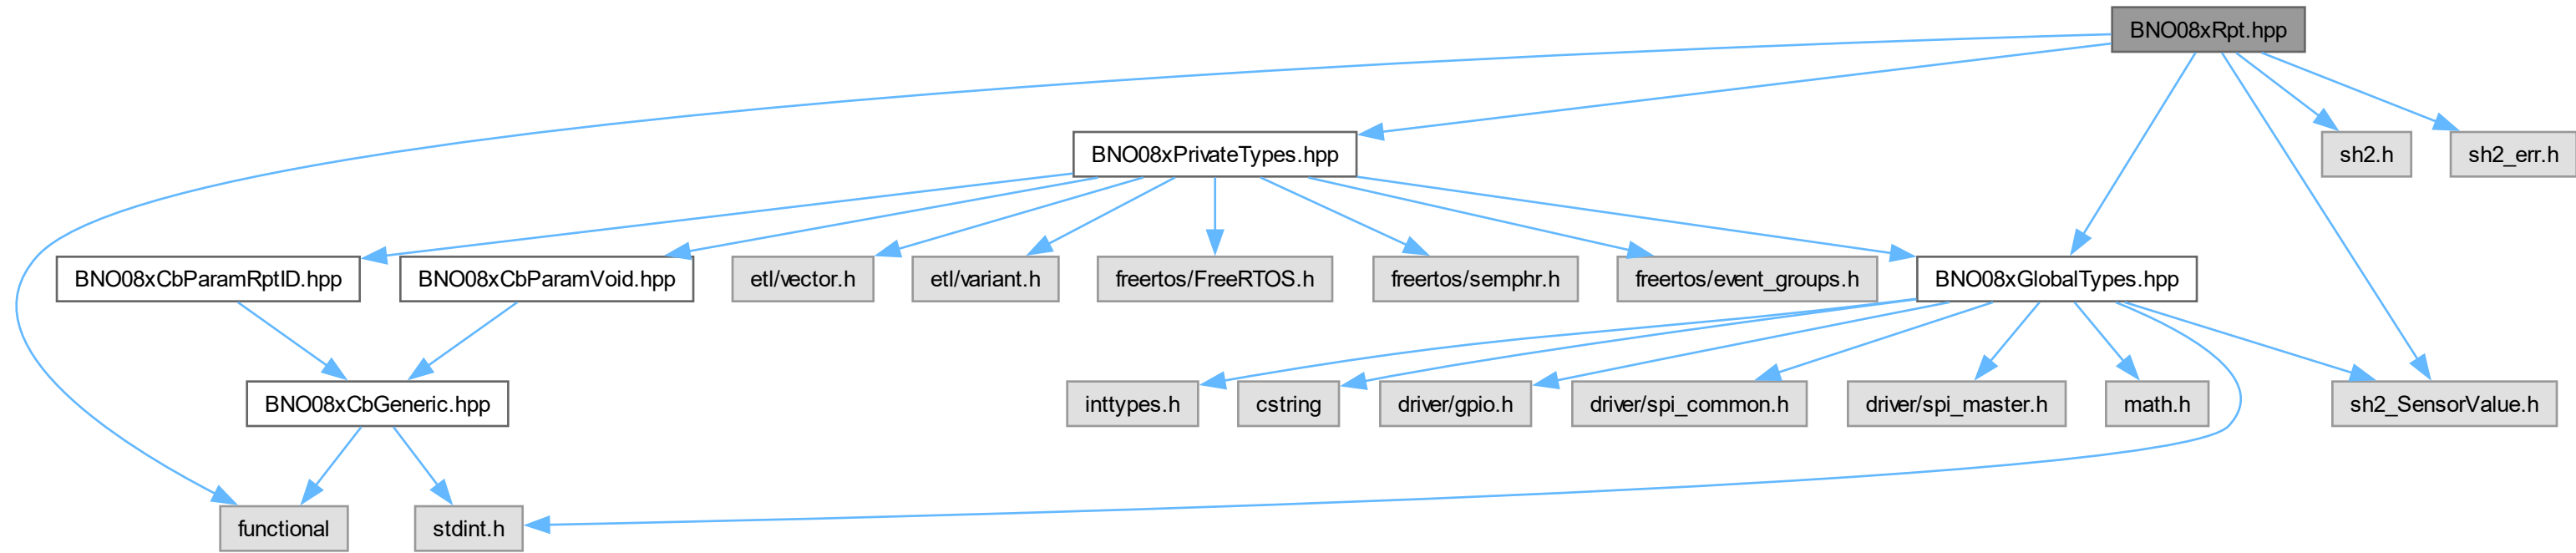 BNO08xRpt.hpp
BNO08xPrivateTypes.hpp
sh2.h
sh2_err.h
BNO08xCbParamRptID.hpp
BNO08xCbParamVoid.hpp
etl/vector.h
etl/variant.h
freertos/FreeRTOS.h
freertos/semphr.h
freertos/event_groups.h
BNO08xGlobalTypes.hpp
BNO08xCbGeneric.hpp
inttypes.h
cstring
driver/gpio.h
driver/spi_common.h
driver/spi_master.h
math.h
sh2_SensorValue.h
functional
stdint.h